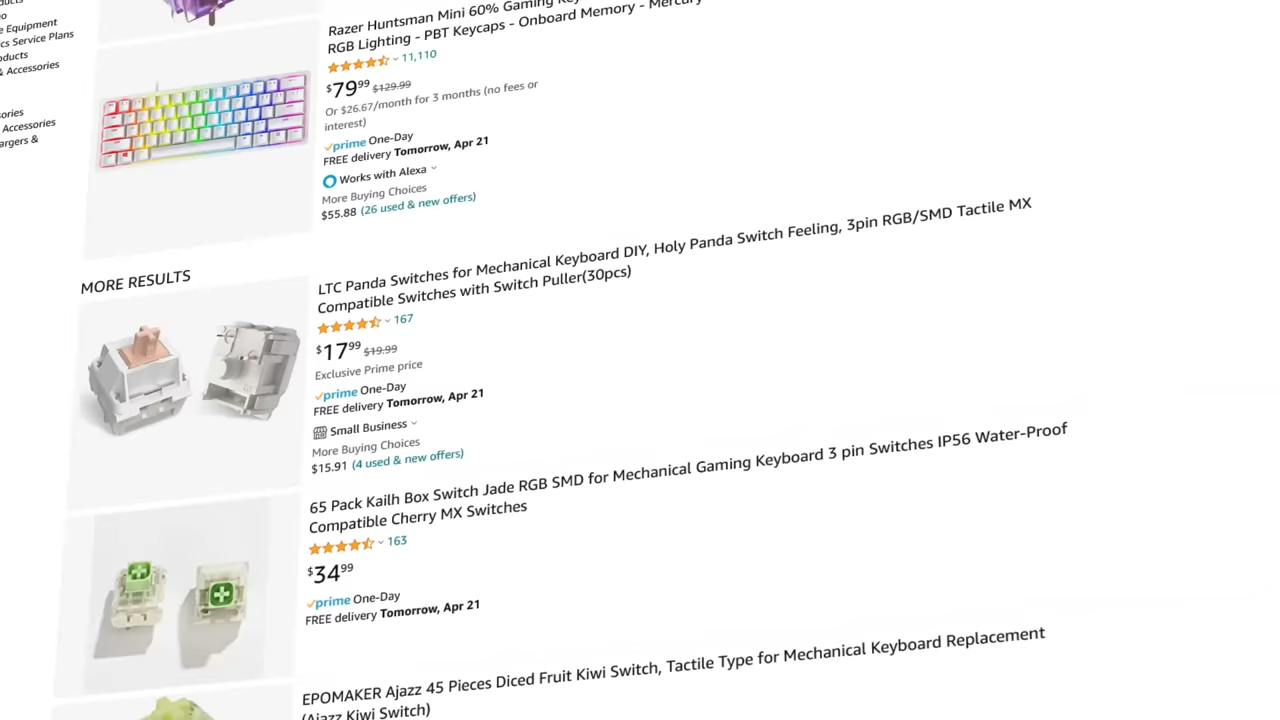 e Equipment
cs Service Plans
oducts
& Accessories
sories
Accessories
argers &
Razer Huntsman Mini 60% Gaming
RGB Lighting - PBT Keycaps - Onboard Memory - Mercury
11,110
$79.99 $129.99
Or $26.67/month for 3 months (no fees or
interest)
prime One-Day
FREE delivery Tomorrow, Apr 21
Works with Alexa
More Buying Choices
$55.88 (26 used & new offers)
MORE RESULTS
LTC Panda Switches for Mechanical Keyboard DIY, Holy Panda Switch Feeling, 3pin RGB/SMD Tactile MX
Compatible Switches with Switch Puller(30pcs)
167
$17.99 $19.99
Exclusive Prime price
prime One-Day
FREE delivery Tomorrow, Apr 21
Small Business
More Buying Choices
$15.91 (4 used & new offers)
65 Pack Kailh Box Switch Jade RGB SMD for Mechanical Gaming Keyboard 3 pin Switches IP56 Water-Proof
Compatible Cherry MX Switches
163
$34.99
prime One-Day
FREE delivery Tomorrow, Apr 21
EPOMAKER Ajazz 45 Pieces Diced Fruit Kiwi Switch, Tactile Type for Mechanical Keyboard Replacement
(Ajazz Kiwi Switch)